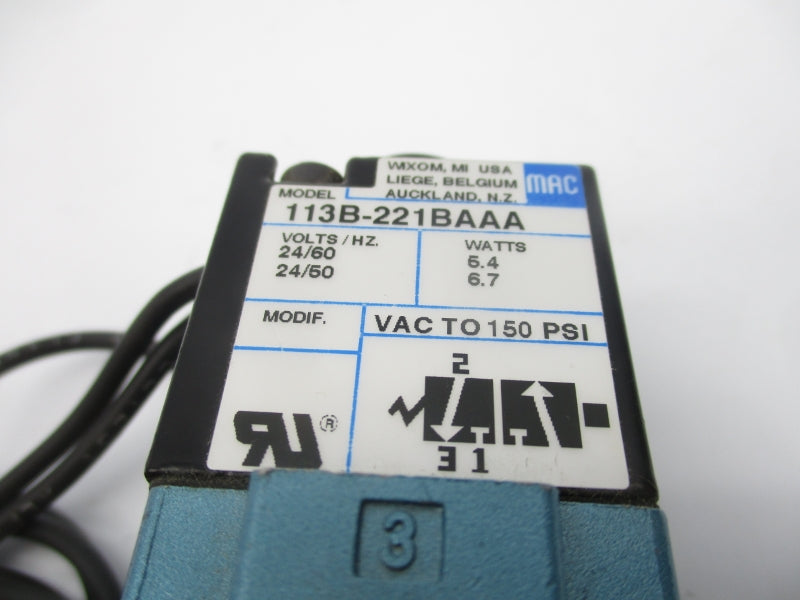 WIXOM, MI USA
LIEGE, BELGIUM
AUCKLAND, N.Z.
MAC
MODEL
113B-221BAAA
VOLTS / HZ.
24/60
24/50
WATTS
5.4
6.7
MODIF.
VAC TO 150 PSI
2
3 1
UR®
3